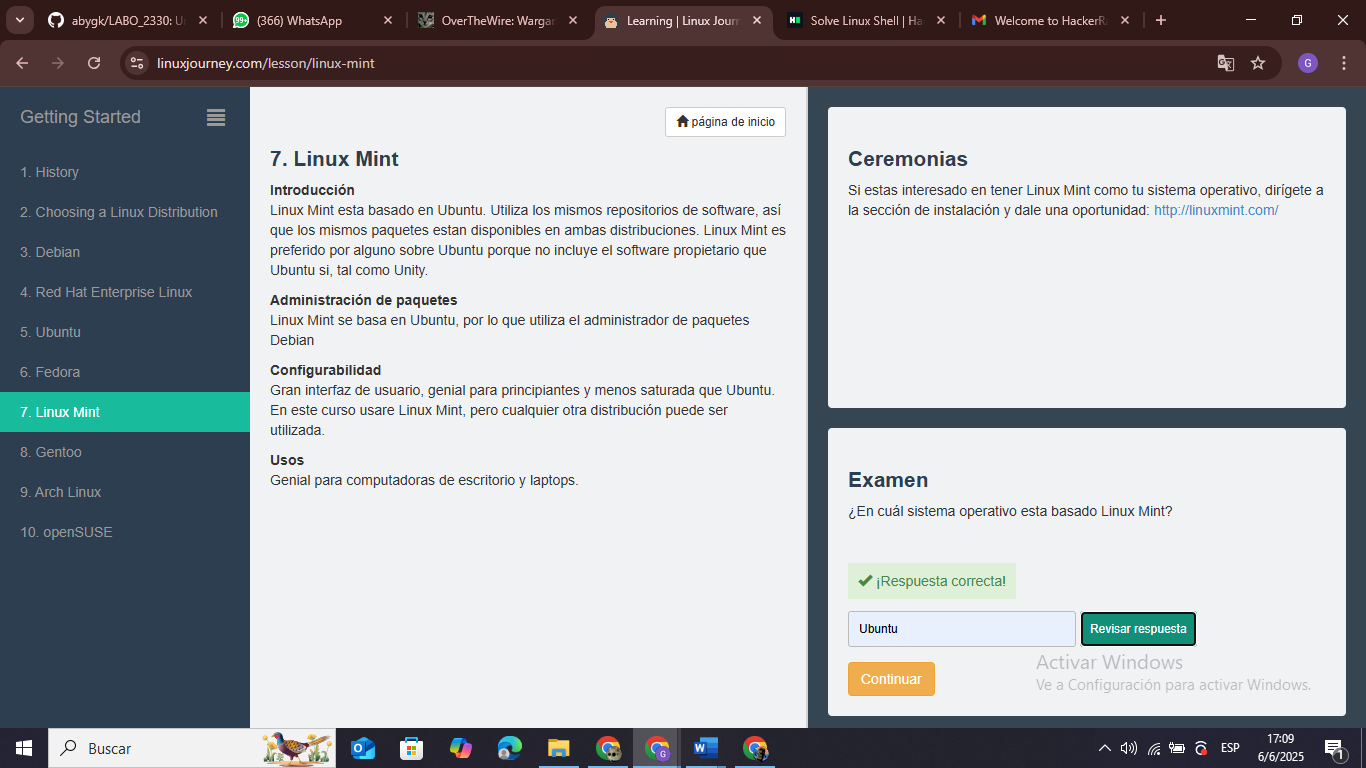 abygk/LABO_2330: U
(366) WhatsApp
OverTheWire: Wargar
Learning | Linux Jour
Solve Linux Shell | Ha
Welcome to HackerR
linuxjourney.com/lesson/linux-mint
G
Getting Started
1. History
2. Choosing a Linux Distribution
3. Debian
4. Red Hat Enterprise Linux
5. Ubuntu
6. Fedora
7. Linux Mint
8. Gentoo
9. Arch Linux
10. openSUSE
página de inicio
7. Linux Mint
Introducción
Linux Mint esta basado en Ubuntu. Utiliza los mismos repositorios de software, así
que los mismos paquetes estan disponibles en ambas distribuciones. Linux Mint es
preferido por alguno sobre Ubuntu porque no incluye el software propietario que
Ubuntu si, tal como Unity.
Administración de paquetes
Linux Mint se basa en Ubuntu, por lo que utiliza el administrador de paquetes
Debian
Configurabilidad
Gran interfaz de usuario, genial para principiantes y menos saturada que Ubuntu.
En este curso usare Linux Mint, pero cualquier otra distribución puede ser
utilizada.
Usos
Genial para computadoras de escritorio y laptops.
Ceremonias
Si estas interesado en tener Linux Mint como tu sistema operativo, dirígete a
la sección de instalación y dale una oportunidad: http://linuxmint.com/
Examen
¿En cuál sistema operativo esta basado Linux Mint?
¡Respuesta correcta!
Ubuntu
Revisar respuesta
Continuar
Activar Windows
Ve a Configuración para activar Windows.
Buscar
ESP
17:09
6/6/2025
1